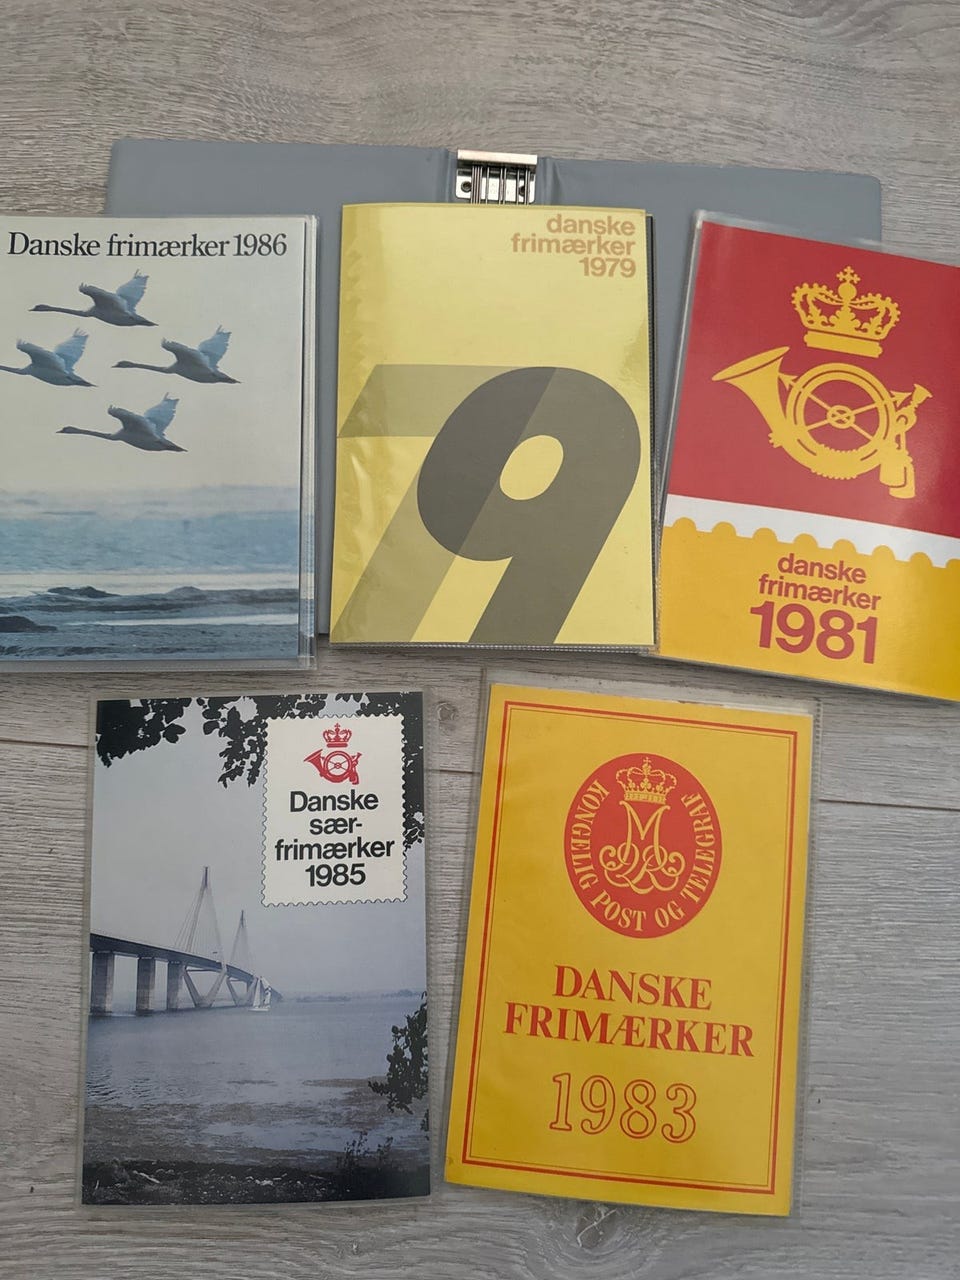 Danske frimærker 1986
danske
frimærker
1979
79
danske
frimærker
1981
Danske
sær-
frimærker
1985
KONGELIG POST OG TELEGRAF
DANSKE
FRIMÆRKER
1983